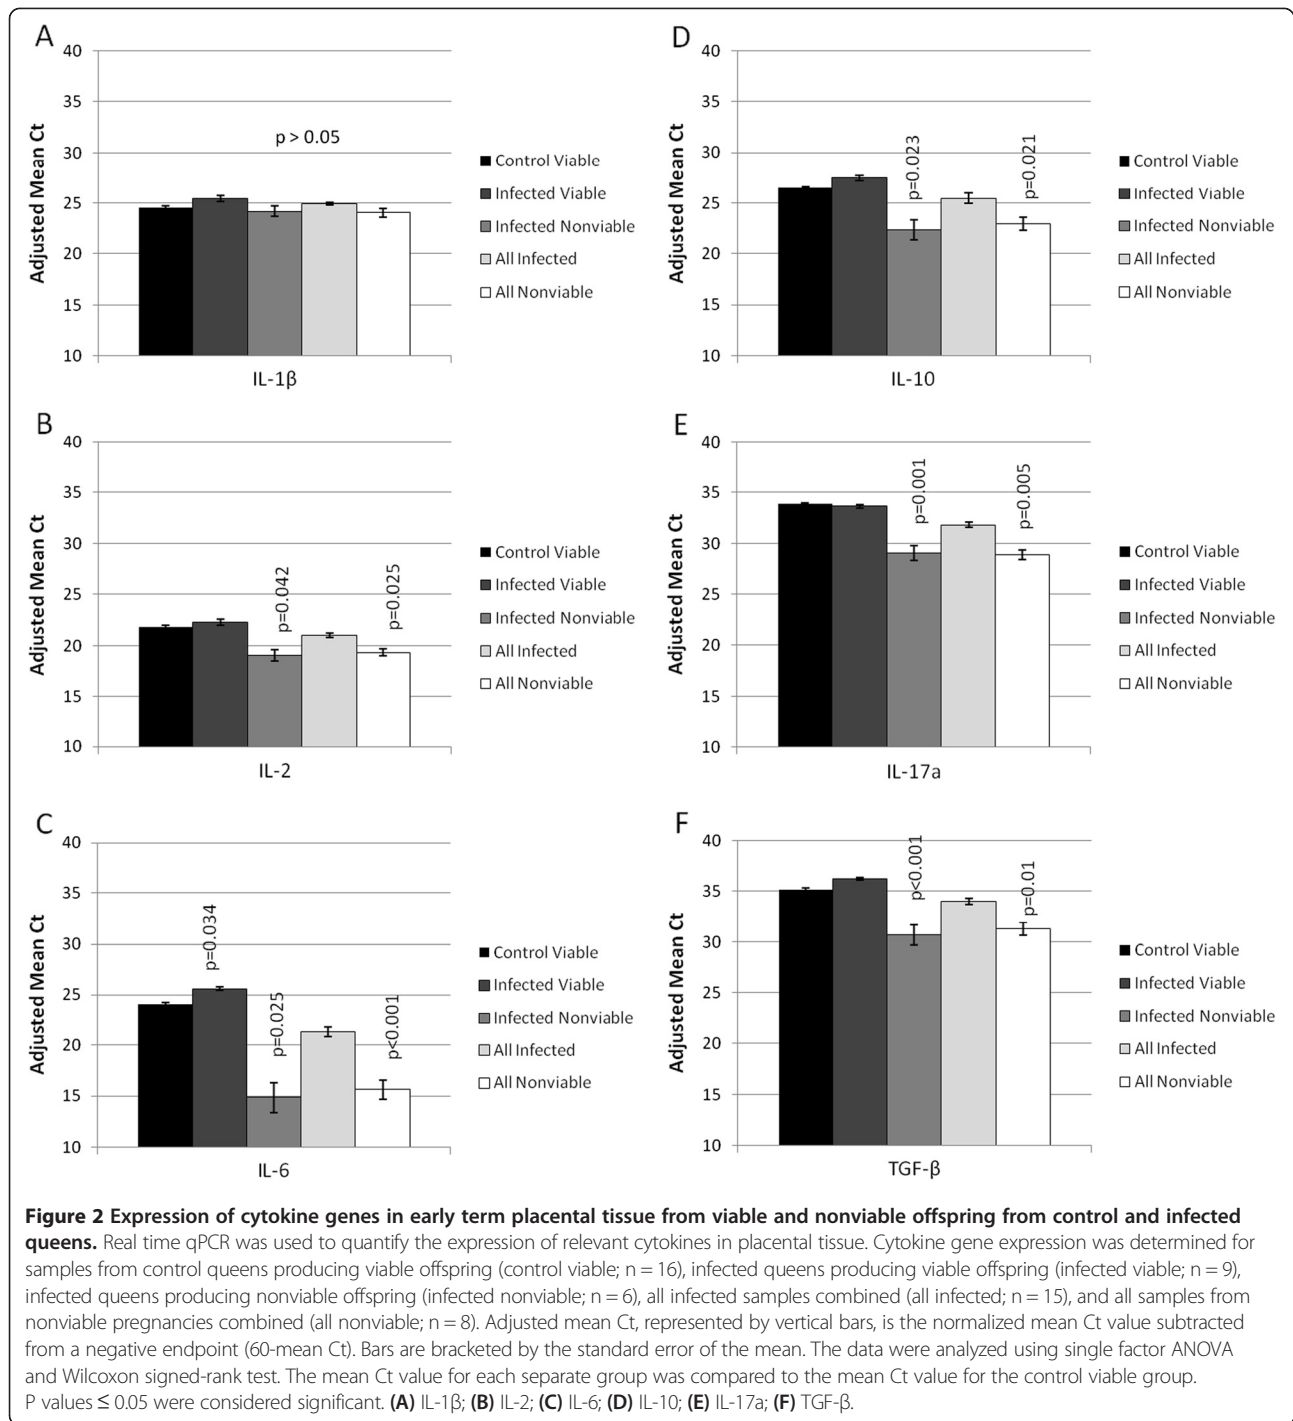 A
40
35
30
25
20
15
10
Adjusted Mean Ct
p > 0.05
IL-1β
Control Viable
Infected Viable
Infected Nonviable
All Infected
All Nonviable
D
40
35
30
25
20
15
10
Adjusted Mean Ct
p=0.023
p=0.021
IL-10
Control Viable
Infected Viable
Infected Nonviable
All Infected
All Nonviable
B
40
35
30
25
20
15
10
Adjusted Mean Ct
p=0.042
p=0.025
IL-2
Control Viable
Infected Viable
Infected Nonviable
All Infected
All Nonviable
E
40
35
30
25
20
15
10
Adjusted Mean Ct
p=0.001
p=0.005
IL-17a
Control Viable
Infected Viable
Infected Nonviable
All Infected
All Nonviable
C
40
35
30
25
20
15
10
Adjusted Mean Ct
p=0.034
p=0.025
p<0.001
IL-6
Control Viable
Infected Viable
Infected Nonviable
All Infected
All Nonviable
F
40
35
30
25
20
15
10
Adjusted Mean Ct
p<0.001
p=0.01
TGF-β
Control Viable
Infected Viable
Infected Nonviable
All Infected
All Nonviable
Figure 2 Expression of cytokine genes in early term placental tissue from viable and nonviable offspring from control and infected
queens. Real time qPCR was used to quantify the expression of relevant cytokines in placental tissue. Cytokine gene expression was determined for
samples from control queens producing viable offspring (control viable; n = 16), infected queens producing viable offspring (infected viable; n = 9),
infected queens producing nonviable offspring (infected nonviable; n = 6), all infected samples combined (all infected; n = 15), and all samples from
nonviable pregnancies combined (all nonviable; n = 8). Adjusted mean Ct, represented by vertical bars, is the normalized mean Ct value subtracted
from a negative endpoint (60-mean Ct). Bars are bracketed by the standard error of the mean. The data were analyzed using single factor ANOVA
and Wilcoxon signed-rank test. The mean Ct value for each separate group was compared to the mean Ct value for the control viable group.
P values ≤ 0.05 were considered significant. (A) IL-1β; (B) IL-2; (C) IL-6; (D) IL-10; (E) IL-17a; (F) TGF-β.